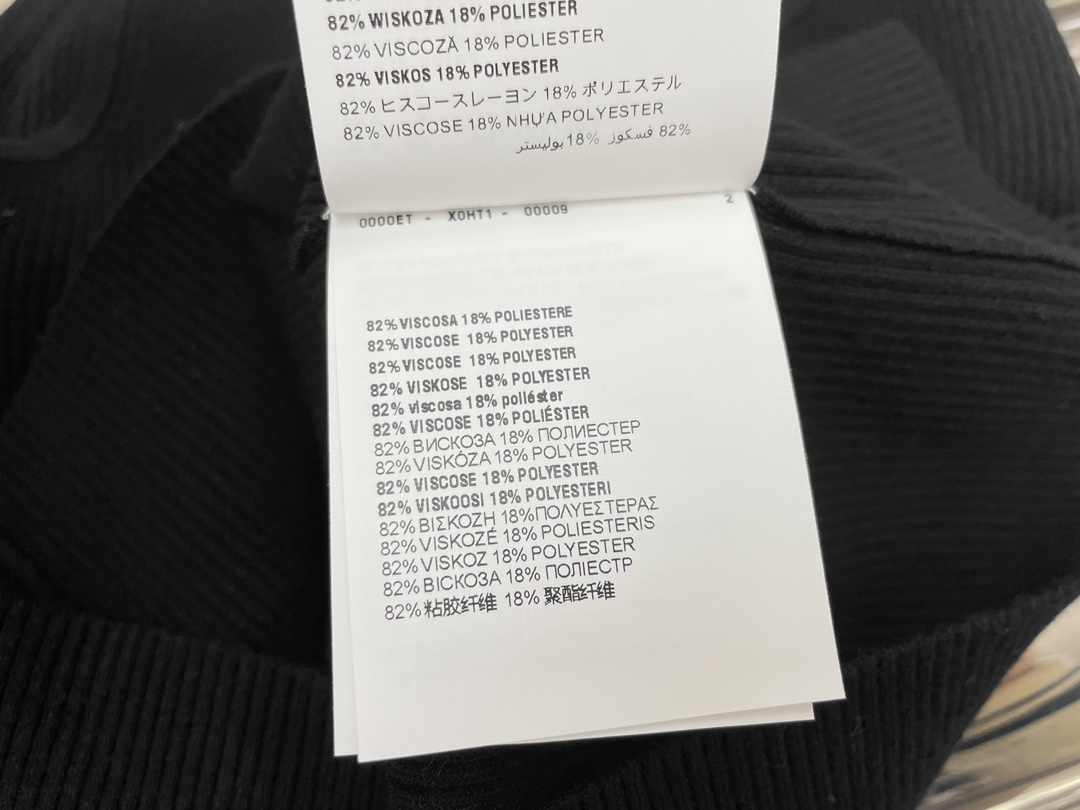 82% WISKOZA 18% POLIESTER
82% VISCOZĂ 18% POLIESTER
82% VISKOS 18% POLYESTER
82% ヒスコースレーヨン 18% ポリエステル
82% VISCOSE 18% NHỰA POLYESTER
82% فسكوز 18% بوليستر
0000ET - X0HT1 - 00009 2
82% VISCOSA 18% POLIESTERE
82% VISCOSE 18% POLYESTER
82% VISCOSE 18% POLYESTER
82% VISKOSE 18% POLYESTER
82% viscosa 18% poliéster
82% VISCOSE 18% POLIÉSTER
82% ВИСКОЗА 18% ПОЛИЕСТЕР
82% VISKÓZA 18% POLYESTER
82% VISCOSE 18% POLYESTER
82% VISKOOSI 18% POLYESTERI
82% ΒΙΣΚΟΖΗ 18%ΠΟΛΥΕΣΤΕΡΑΣ
82% VISKOZÉ 18% POLIESTERIS
82% VISKOZ 18% POLYESTER
82% ВІСКОЗА 18% ПОЛІЕСТР
82% 粘胶纤维 18% 聚酯纤维